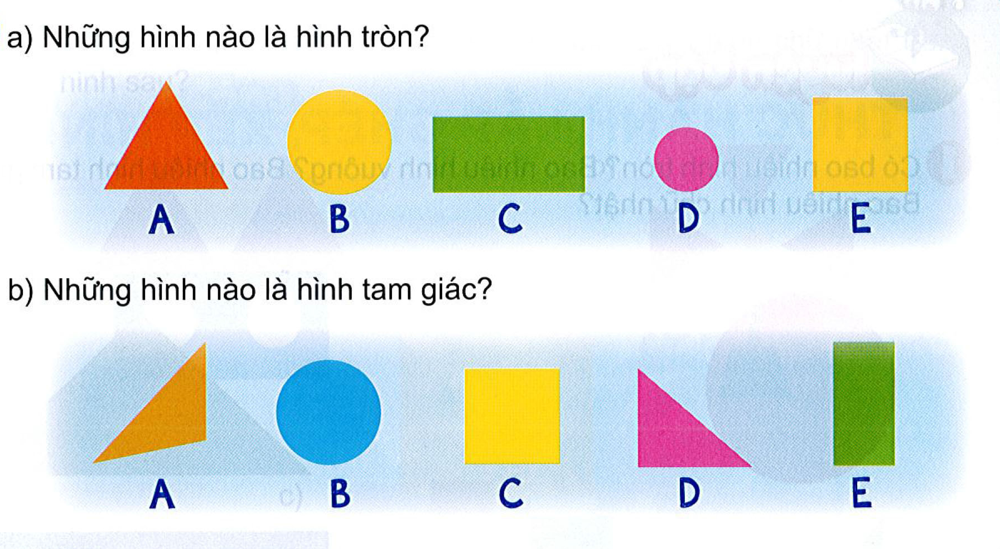 a) Những hình nào là hình tròn?
A B C D E
b) Những hình nào là hình tam giác?
A B C D E